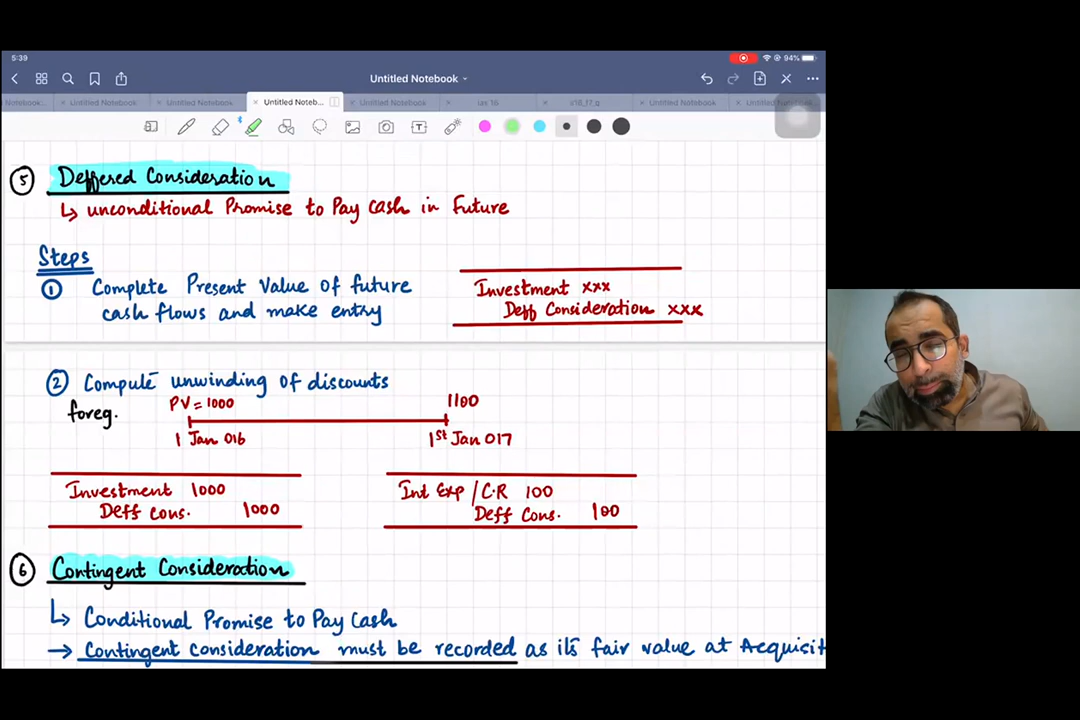 5:39
94%
Untitled Notebook
Notebook
Untitled Notebook
Untitled Notebook
Untitled Noteb...
Untitled Notebook
ias 16
Untitled Notebook
Untitled Notebook
5 Deffered Consideration
↳ unconditional Promise to Pay Cash in Future
Steps
① Complete Present Value of future
cash flows and make entry
Investment xxx
Deff Consideration xxx
② Compute unwinding of discounts
foreg.
PV = 1000
1100
1 Jan 016
1st Jan 017
Investment 1000
Deff Cons. 1000
Int Exp / C.R 100
Deff Cons. 100
6 Contingent Consideration
↳ Conditional Promise to Pay Cash
→ Contingent consideration must be recorded as its fair value at Acquisit